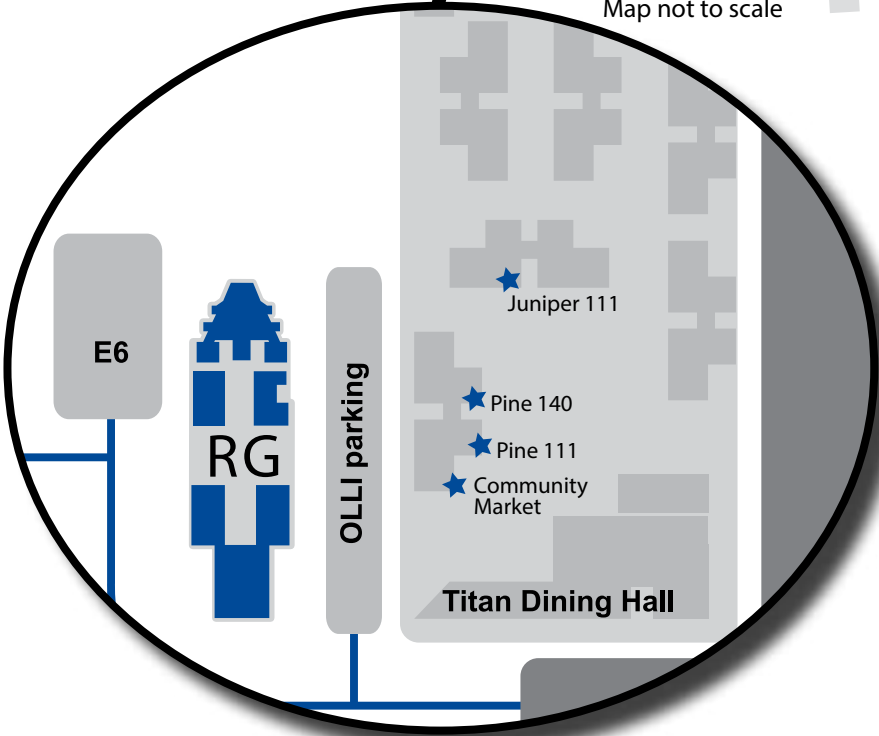 Map not to scale
Juniper 111
E6
OLLI parking
Pine 140
RG
Pine 111
Community
Market
Titan Dining Hall